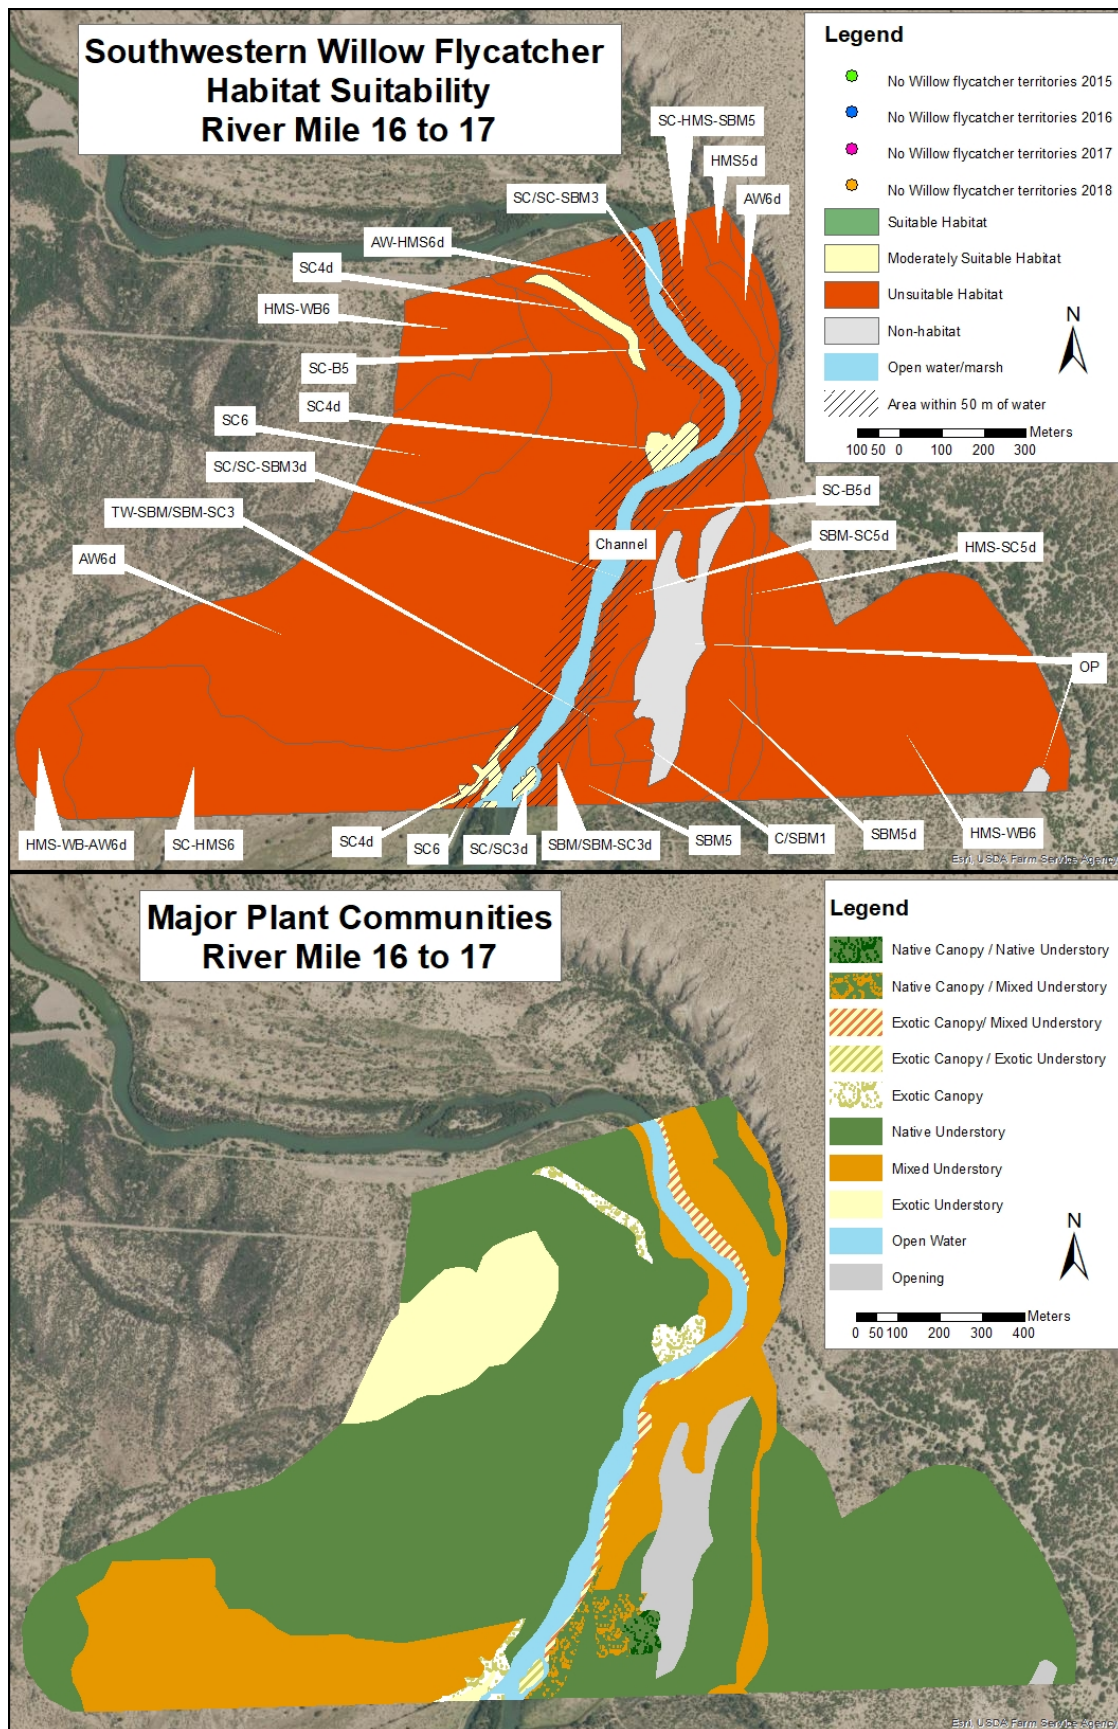 Southwestern Willow Flycatcher
Habitat Suitability
River Mile 16 to 17
Legend
No Willow flycatcher territories 2015
No Willow flycatcher territories 2016
No Willow flycatcher territories 2017
No Willow flycatcher territories 2018
Suitable Habitat
Moderately Suitable Habitat
Unsuitable Habitat
Non-habitat
Open water/marsh
Area within 50 m of water
N
Meters
100 50 0 100 200 300
SC-HMS-SBM5
HMS5d
SC/SC-SBM3
AW6d
AW-HMS6d
SC4d
HMS-WB6
SC-B5
SC4d
SC6
SC/SC-SBM3d
SC-B5d
TW-SBM/SBM-SC3
SBM-SC5d
Channel
HMS-SC5d
AW6d
OP
HMS-WB-AW6d
SC-HMS6
SC4d
SC6
SC/SC3d
SBM/SBM-SC3d
SBM5
C/SBM1
SBM5d
HMS-WB6
Esri, USDA Farm Service Agency
Major Plant Communities
River Mile 16 to 17
Legend
Native Canopy / Native Understory
Native Canopy / Mixed Understory
Exotic Canopy/ Mixed Understory
Exotic Canopy / Exotic Understory
Exotic Canopy
Native Understory
Mixed Understory
Exotic Understory
Open Water
Opening
N
Meters
0 50 100 200 300 400
Esri, USDA Farm Service Agency